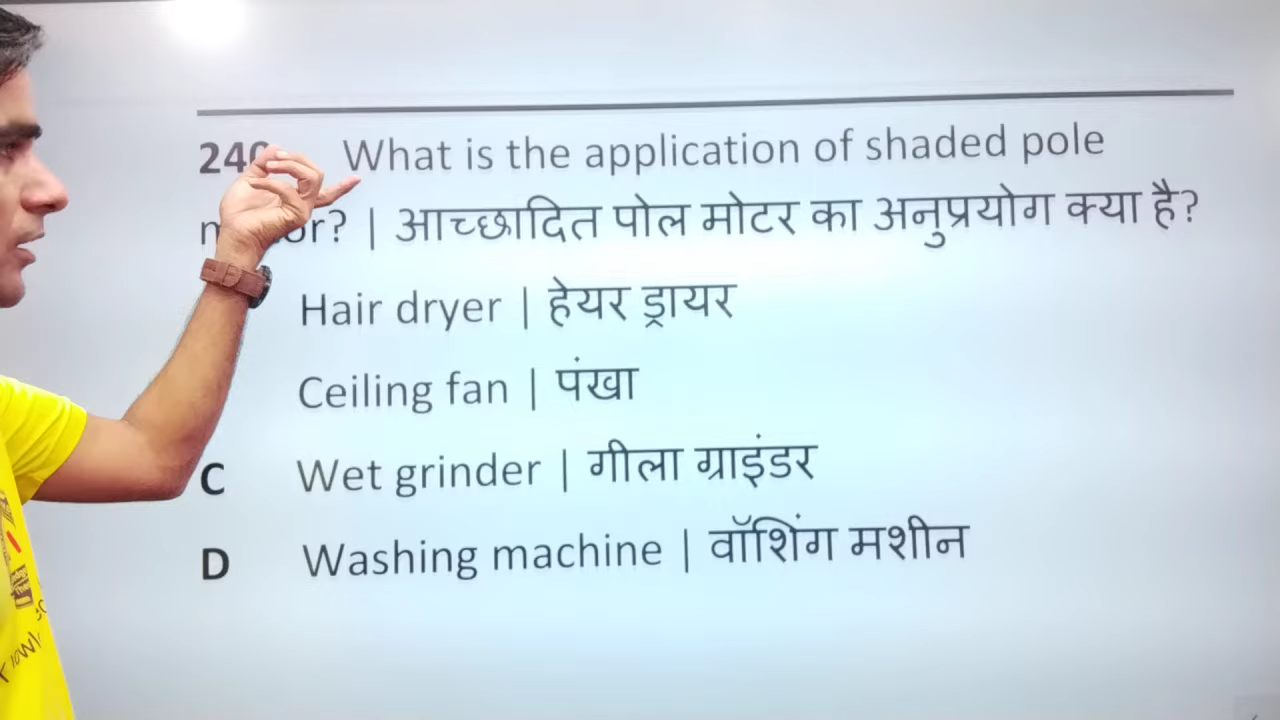 What is the application of shaded pole
| आच्छादित पोल मोटर का अनुप्रयोग क्या है?
Hair dryer | हेयर ड्रायर
Ceiling fan | पंखा
C Wet grinder | गीला ग्राइंडर
D Washing machine | वॉशिंग मशीन